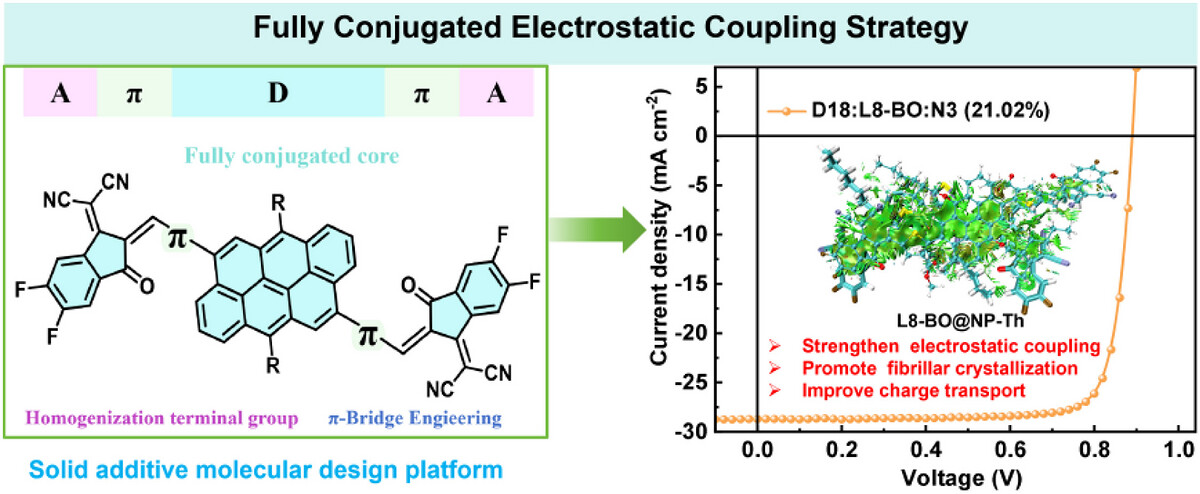 Fully Conjugated Electrostatic Coupling Strategy
A π D π A
Fully conjugated core
CN
NC
R
π
F
F
O
F
O
F
π
R
NC
CN
Homogenization terminal group
π-Bridge Engieering
Solid additive molecular design platform
Current density (mA cm⁻²)
5
0
-5
-10
-15
-20
-25
-30
D18:L8-BO:N3 (21.02%)
L8-BO@NP-Th
➢ Strengthen electrostatic coupling
➢ Promote fibrillar crystallization
➢ Improve charge transport
0.0 0.2 0.4 0.6 0.8 1.0
Voltage (V)